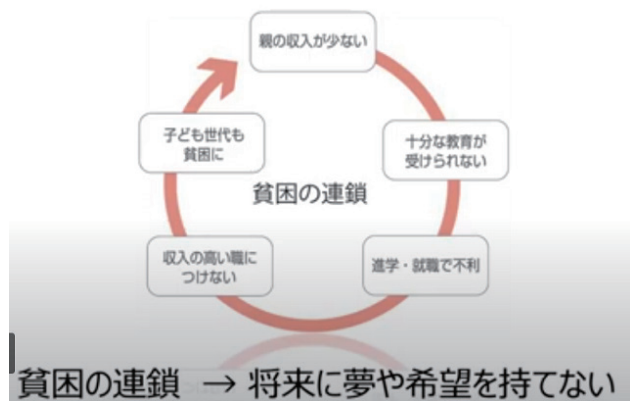 親の収入が少ない
十分な教育が
受けられない
進学・就職で不利
収入の高い職に
つけない
子ども世代も
貧困に
貧困の連鎖
貧困の連鎖 → 将来に夢や希望を持てない